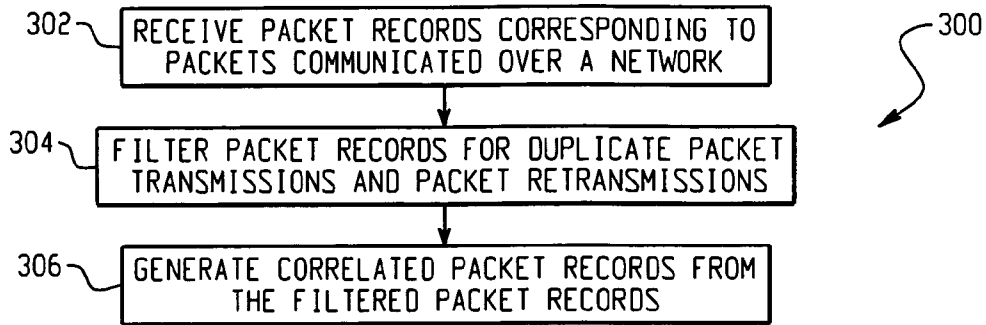 302
RECEIVE PACKET RECORDS CORRESPONDING TO
PACKETS COMMUNICATED OVER A NETWORK
300
304
FILTER PACKET RECORDS FOR DUPLICATE PACKET
TRANSMISSIONS AND PACKET RETRANSMISSIONS
306
GENERATE CORRELATED PACKET RECORDS FROM
THE FILTERED PACKET RECORDS